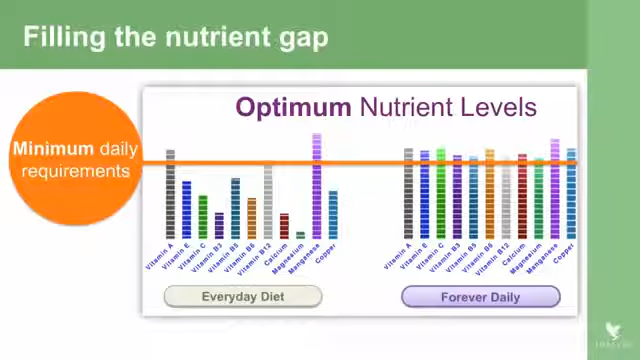 Filling the nutrient gap
Optimum Nutrient Levels
Minimum daily
requirements
Vitamin A
Vitamin E
Vitamin C
Vitamin B3
Vitamin B5
Vitamin B6
Vitamin B12
Calcium
Magnesium
Manganese
Copper
Vitamin A
Vitamin E
Vitamin C
Vitamin B3
Vitamin B5
Vitamin B6
Vitamin B12
Calcium
Magnesium
Manganese
Copper
Everyday Diet
Forever Daily